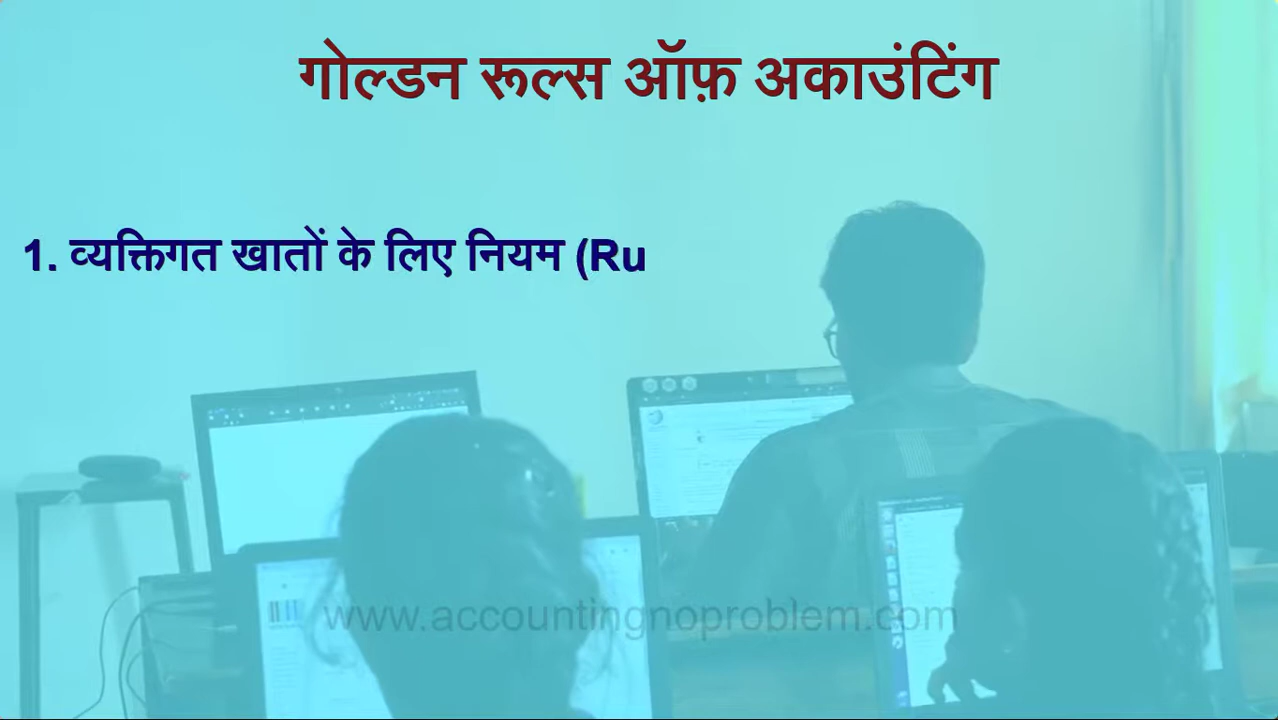 गोल्डन रूल्स ऑफ़ अकाउंटिंग
1. व्यक्तिगत खातों के लिए नियम (Ru
www.accountingnoproblem.com